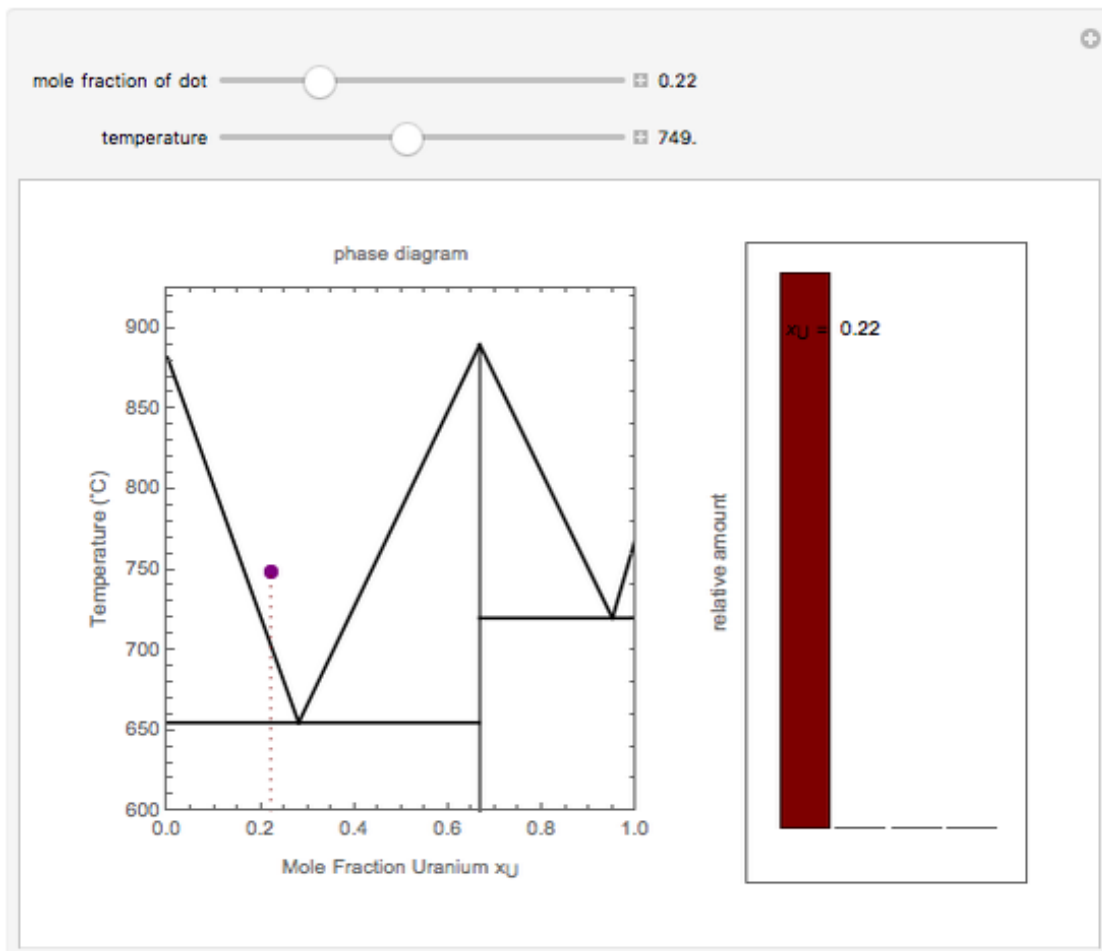 mole fraction of dot 0.22
temperature 749.
phase diagram
900
850
800
750
700
650
600
Temperature (°C)
0.0 0.2 0.4 0.6 0.8 1.0
Mole Fraction Uranium xU
relative amount
xU = 0.22